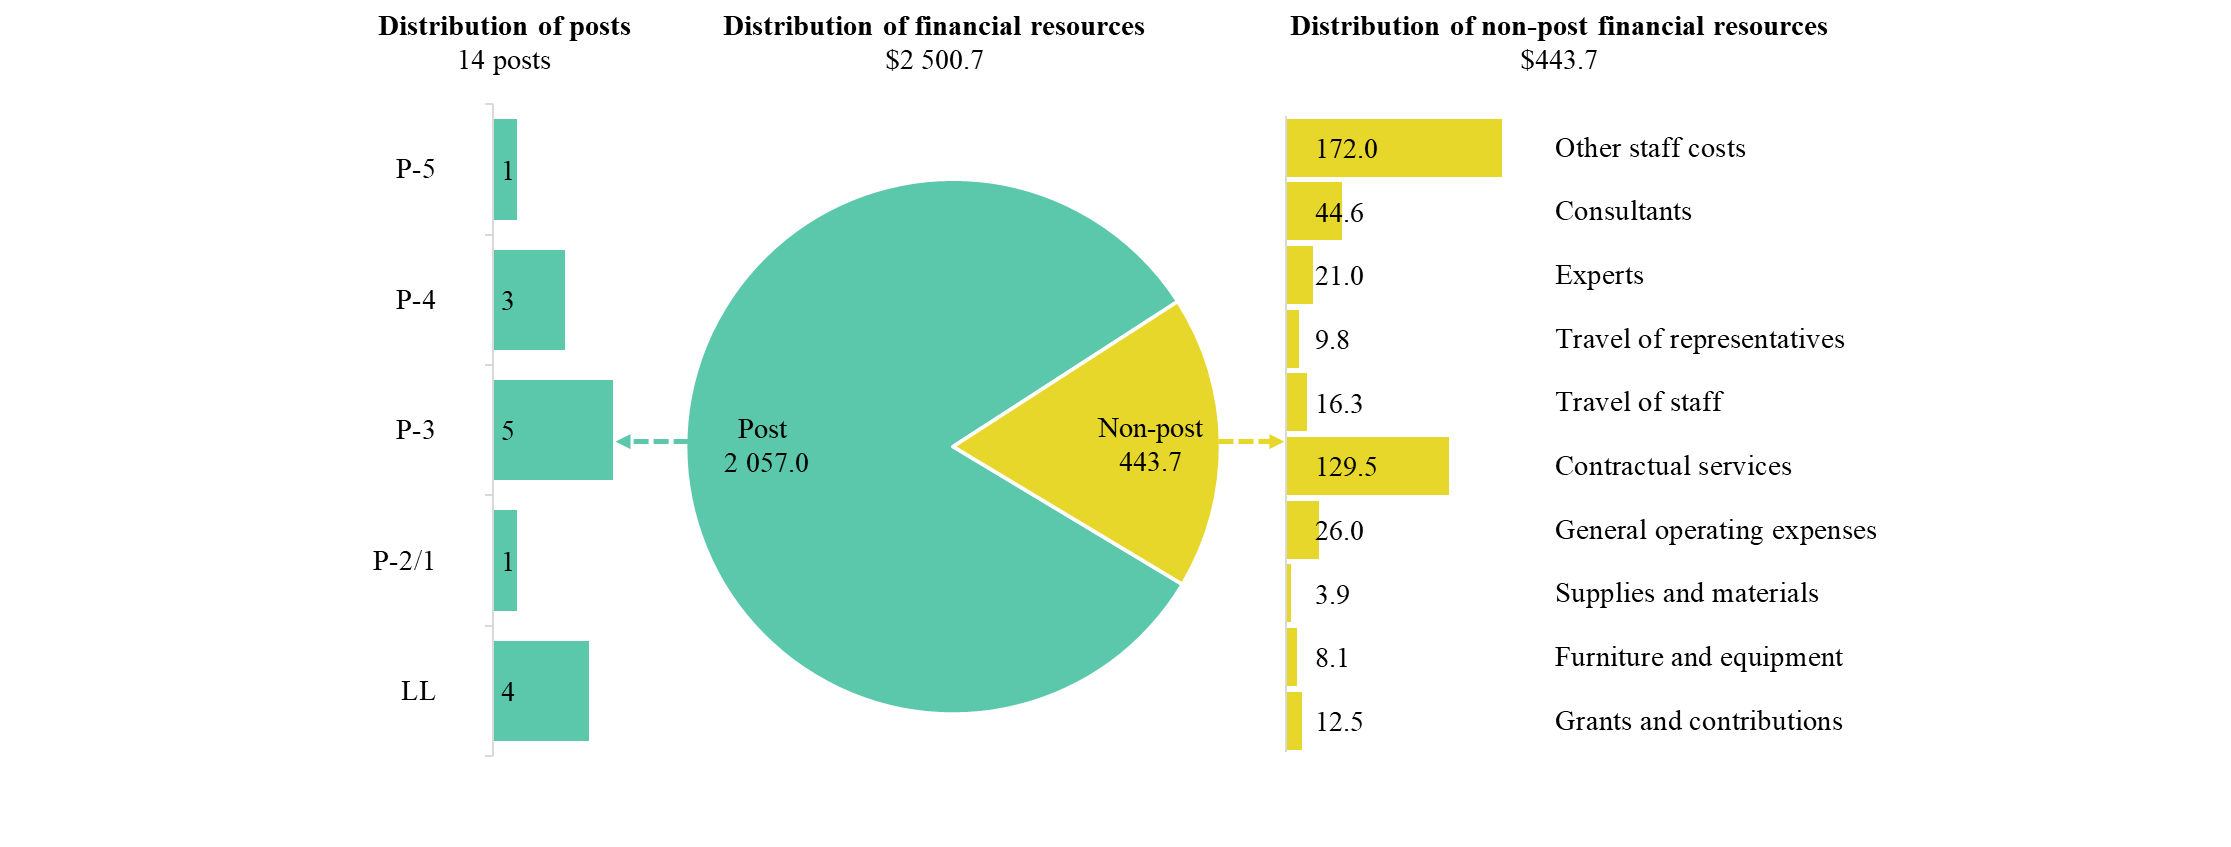 Distribution of posts
14 posts
Distribution of financial resources
$2 500.7
Distribution of non-post financial resources
$443.7
P-5
1
P-4
3
P-3
5
P-2/1
1
LL
4
Post
2 057.0
Non-post
443.7
172.0 Other staff costs
44.6 Consultants
21.0 Experts
9.8 Travel of representatives
16.3 Travel of staff
129.5 Contractual services
26.0 General operating expenses
3.9 Supplies and materials
8.1 Furniture and equipment
12.5 Grants and contributions